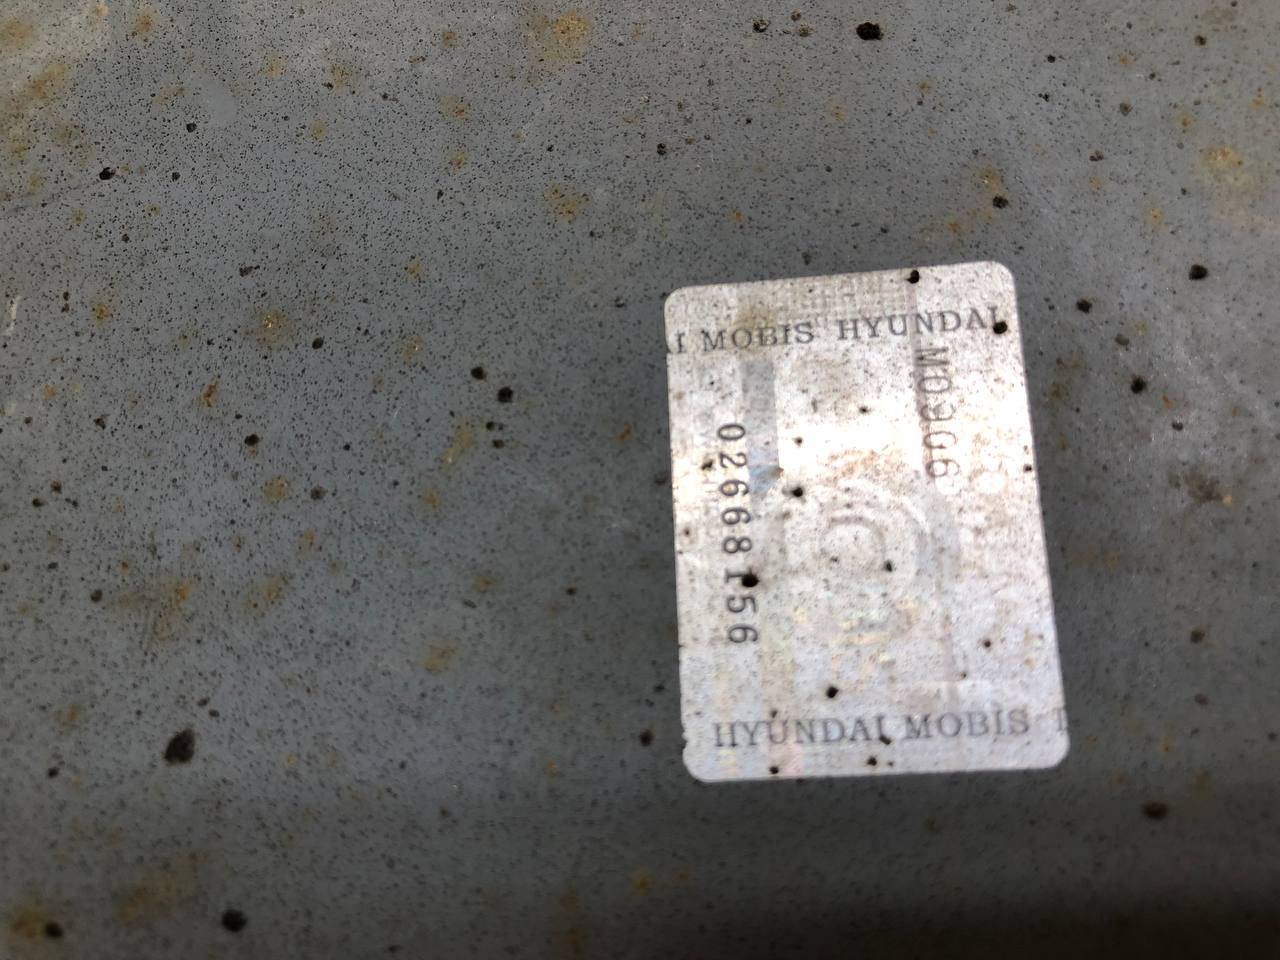 I MOBIS HYUNDAI
M0906
02668156
HYUNDAI MOBIS I